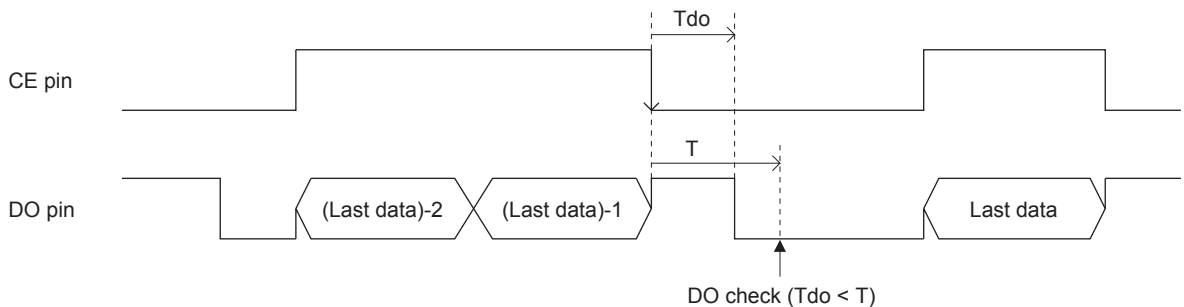 Tdo
CE pin
T
DO pin
(Last data)-2
(Last data)-1
Last data
DO check (Tdo < T)